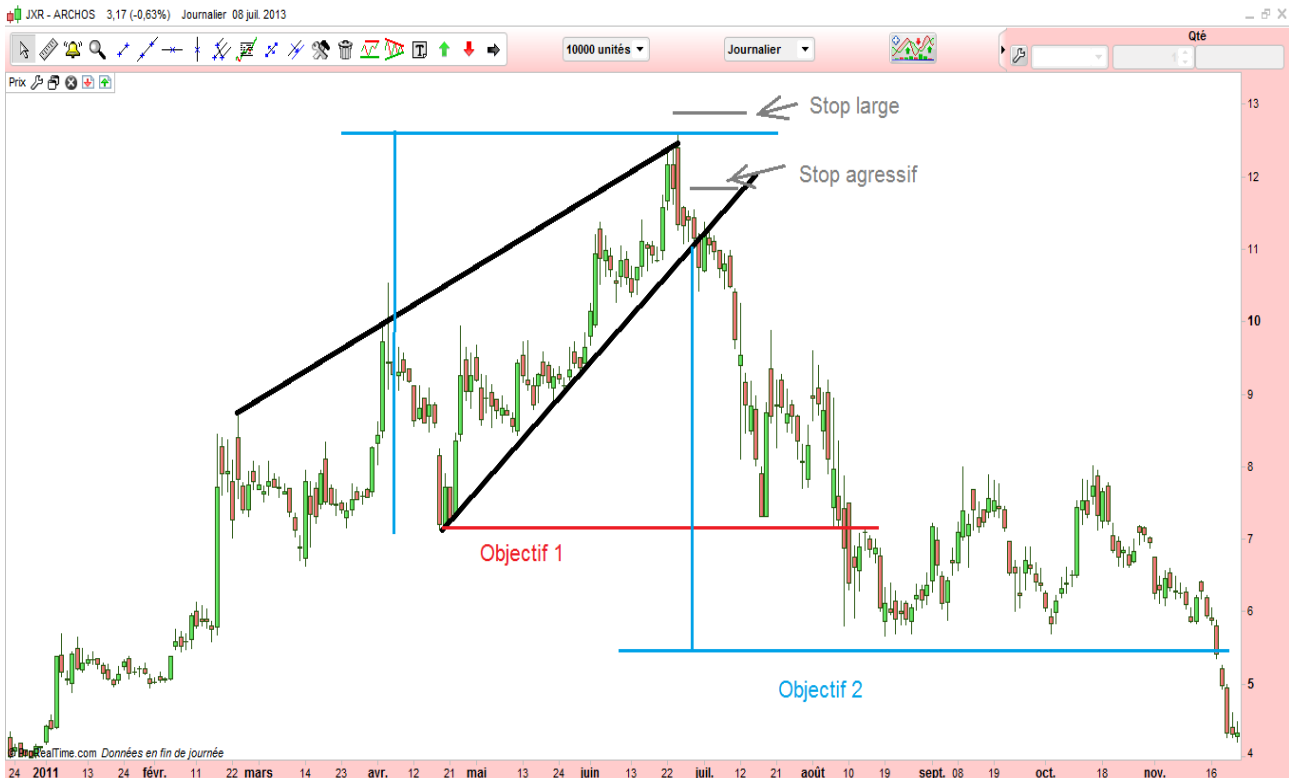 JXR - ARCHOS 3,17 (-0,63%) Journalier 08 juil. 2013
10000 unités
Journalier
Qté
1
Prix
13
Stop large
12
Stop agressif
11
10
9
8
7
Objectif 1
6
5
Objectif 2
4
© ProRealTime.com Données en fin de journée
24 2011 13 24 févr. 11 22 mars 14 23 avr. 12 21 mai 12 24 juin 13 22 juil. 12 21 août 10 19 sept. 08 19 oct. 18 nov. 16